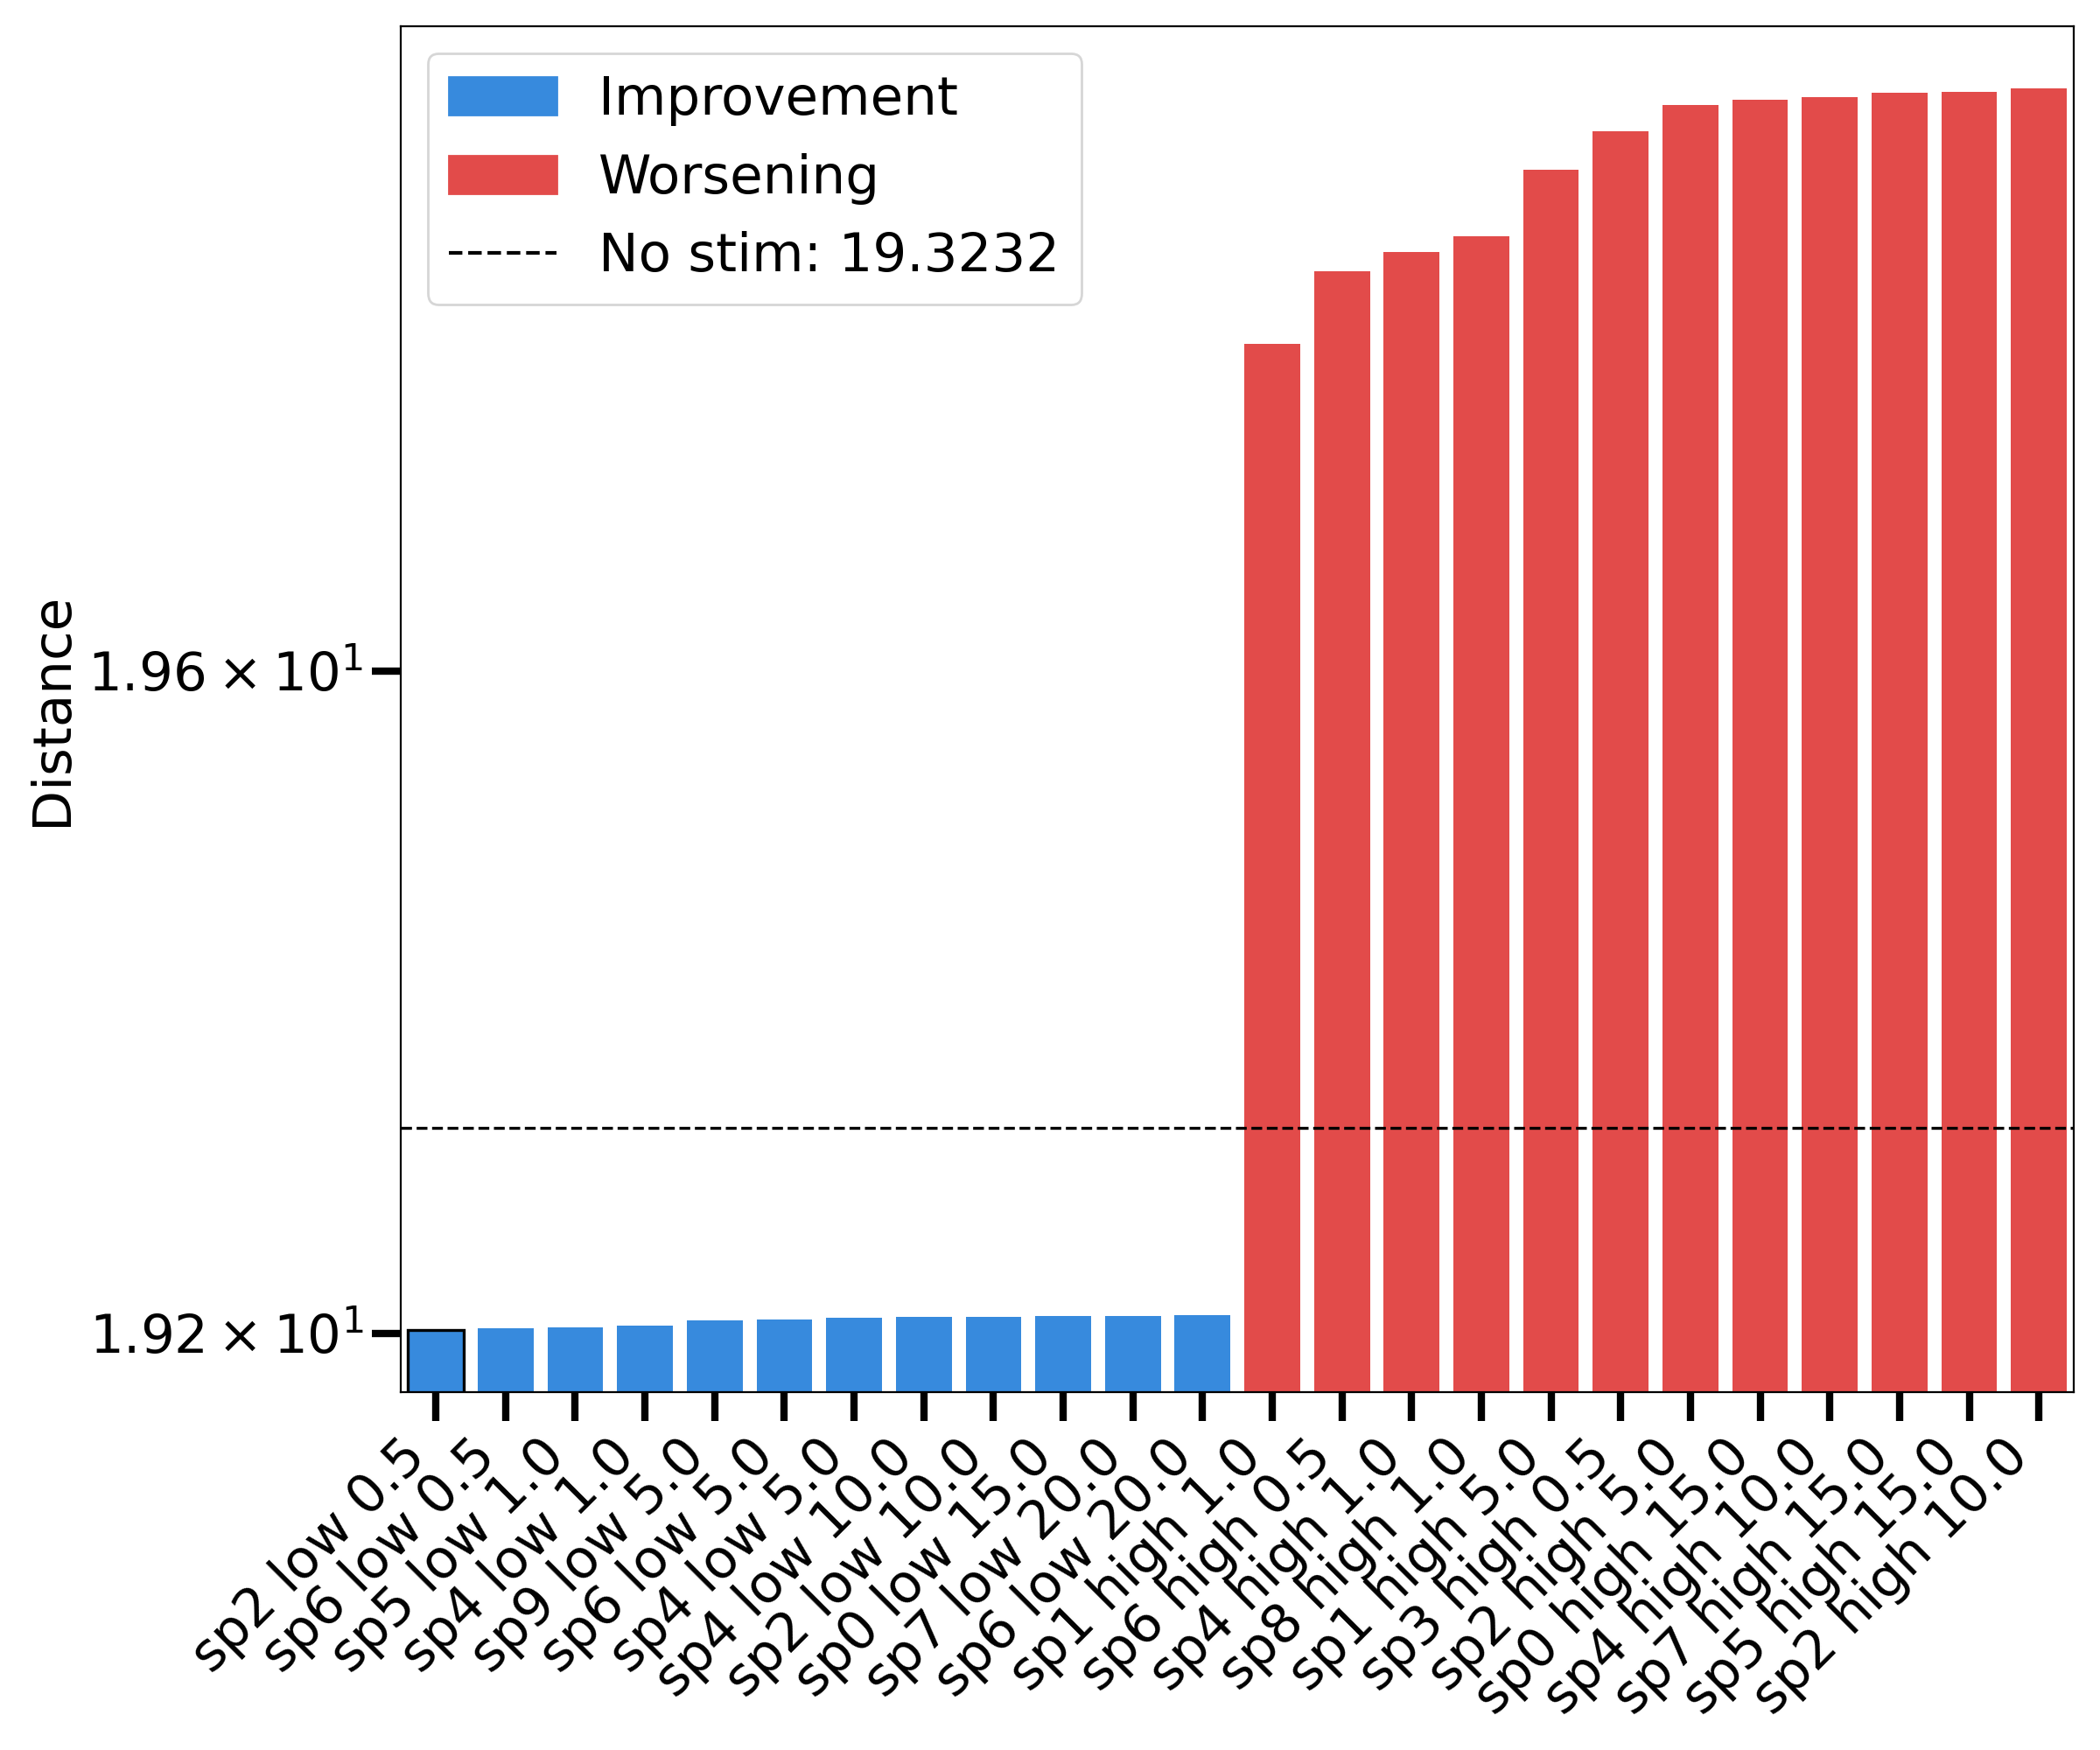 Improvement
Worsening
No stim: 19.3232
Distance
1.96 × 10¹
1.92 × 10¹
sp2 low 0.5
sp6 low 0.5
sp5 low 1.0
sp4 low 1.0
sp9 low 5.0
sp6 low 5.0
sp4 low 5.0
sp4 low 10.0
sp2 low 10.0
sp0 low 15.0
sp7 low 20.0
sp6 low 20.0
sp1 high 1.0
sp6 high 0.5
sp4 high 1.0
sp8 high 1.0
sp1 high 5.0
sp3 high 0.5
sp2 high 5.0
sp0 high 15.0
sp4 high 10.0
sp7 high 15.0
sp5 high 15.0
sp2 high 10.0